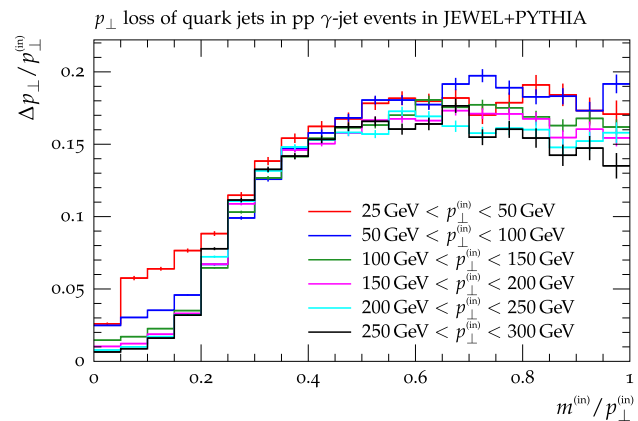 p⊥ loss of quark jets in pp γ-jet events in JEWEL+PYTHIA
Δp⊥/p⊥^(in)
0.2
0.15
0.1
0.05
0
25 GeV < p⊥^(in) < 50 GeV
50 GeV < p⊥^(in) < 100 GeV
100 GeV < p⊥^(in) < 150 GeV
150 GeV < p⊥^(in) < 200 GeV
200 GeV < p⊥^(in) < 250 GeV
250 GeV < p⊥^(in) < 300 GeV
0 0.2 0.4 0.6 0.8 1
m^(in)/p⊥^(in)